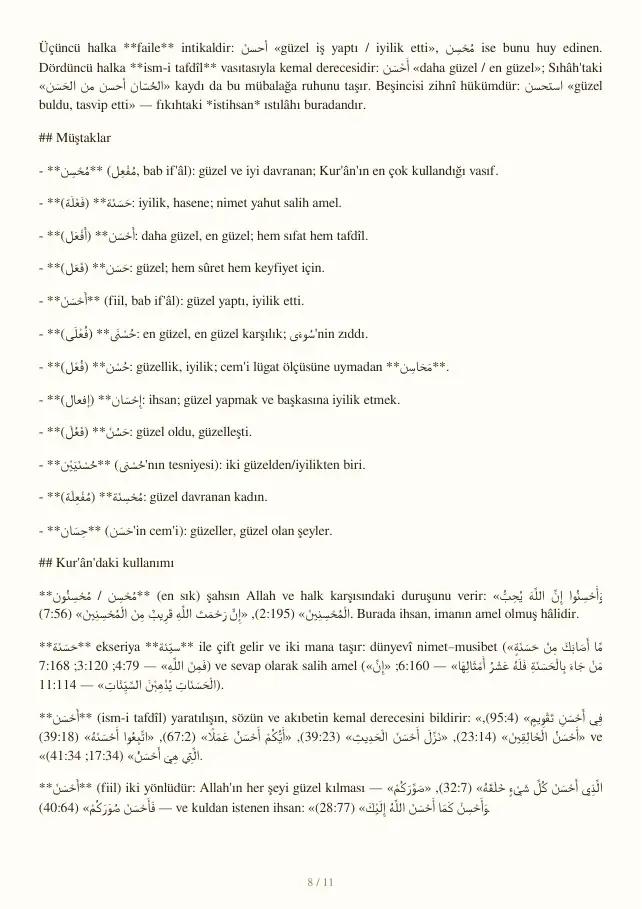 Üçüncü halka **faile** intikaldir: أحسنَ «güzel iş yaptı / iyilik etti», مُحْسِن ise bunu huy edinen.
Dördüncü halka **ism-i tafdîl** vasıtasıyla kemal derecesidir: أَحْسَن «daha güzel / en güzel»; Sıhâh'taki
«الحُسّان أحسن من الحَسَن» kaydı da bu mübalağa ruhunu taşır. Beşincisi zihnî hükümdür: استحسن «güzel
buldu, tasvip etti» — fıkıhtaki *istihsan* ıstılâhı buradandır.
## Müştaklar
- **مُحْسِن** (مُفْعِل, bab if'âl): güzel ve iyi davranan; Kur'ân'ın en çok kullandığı vasıf.
- **حَسَنَة** (فَعْلَة): iyilik, hasene; nimet yahut salih amel.
- **أَحْسَن** (أَفْعَل): daha güzel, en güzel; hem sıfat hem tafdîl.
- **حَسَن** (فَعَل): güzel; hem sûret hem keyfiyet için.
- **أَحْسَنَ** (fiil, bab if'âl): güzel yaptı, iyilik etti.
- **حُسْنَى** (فُعْلَى): en güzel, en güzel karşılık; سُوءَى'nin zıddı.
- **حُسْن** (فُعْل): güzellik, iyilik; cem'i lügat ölçüsüne uymadan **مَحَاسِن**.
- **إِحْسَان** (إفعال): ihsan; güzel yapmak ve başkasına iyilik etmek.
- **حَسُنَ** (فَعُلَ): güzel oldu, güzelleşti.
- **حُسْنَيَيْن** (حُسْنَى'nın tesniyesi): iki güzelden/iyilikten biri.
- **مُحْسِنَة** (مُفْعِلَة): güzel davranan kadın.
- **حِسَان** (حَسَن'in cem'i): güzeller, güzel olan şeyler.
## Kur'ân'daki kullanımı
**مُحْسِن / مُحْسِنُون** (en sık) şahsın Allah ve halk karşısındaki duruşunu verir: «وَأَحْسِنُوا إِنَّ اللَّهَ يُحِبُّ
الْمُحْسِنِينَ» (2:195), «إِنَّ رَحْمَتَ اللَّهِ قَرِيبٌ مِنَ الْمُحْسِنِينَ» (7:56). Burada ihsan, imanın amel olmuş hâlidir.
**حَسَنَة** ekseriya **سيّئة** ile çift gelir ve iki mana taşır: dünyevî nimet–musibet («مَا أَصَابَكَ مِنْ حَسَنَةٍ
فَمِنَ اللَّهِ» — 4:79; 3:120; 7:168) ve sevap olarak salih amel («مَنْ جَاءَ بِالْحَسَنَةِ فَلَهُ عَشْرُ أَمْثَالِهَا» — 6:160; «إِنَّ
الْحَسَنَاتِ يُذْهِبْنَ السَّيِّئَاتِ» — 11:114).
**أَحْسَن** (ism-i tafdîl) yaratılışın, sözün ve akıbetin kemal derecesini bildirir: «فِي أَحْسَنِ تَقْوِيمٍ» (95:4),
«أَحْسَنُ الْخَالِقِينَ» (23:14), «نَزَّلَ أَحْسَنَ الْحَدِيثِ» (39:23), «أَيُّكُمْ أَحْسَنُ عَمَلًا» (67:2), «اتَّبِعُوا أَحْسَنَهُ» (39:18) ve
«الَّتِي هِيَ أَحْسَنُ» (17:34; 41:34).
**أَحْسَنَ** (fiil) iki yönlüdür: Allah'ın her şeyi güzel kılması — «الَّذِي أَحْسَنَ كُلَّ شَيْءٍ خَلَقَهُ» (32:7), «صَوَّرَكُمْ
فَأَحْسَنَ صُوَرَكُمْ» (40:64) — ve kuldan istenen ihsan: «وَأَحْسِنْ كَمَا أَحْسَنَ اللَّهُ إِلَيْكَ» (28:77).
8 / 11